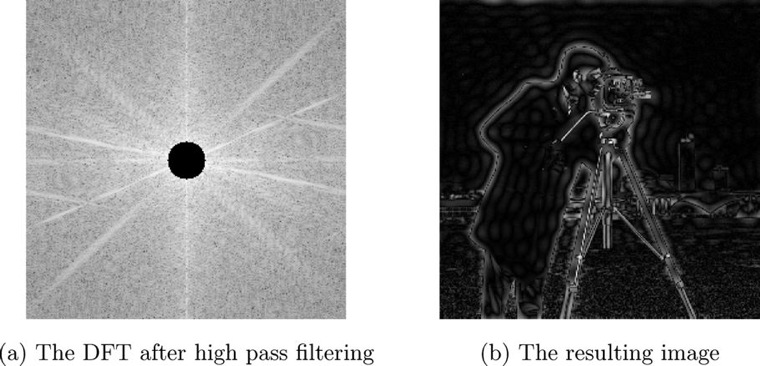 (a) The DFT after high pass filtering
(b) The resulting image